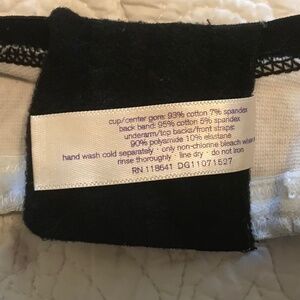 cup/center gore: 93% cotton 7% spandex
back band: 95% cotton 5% spandex
underarm/top backs/front straps:
90% polyamide 10% elastane
hand wash cold separately · only non-chlorine bleach when
rinse thoroughly · line dry · do not iron
RN 118641 DG11071527